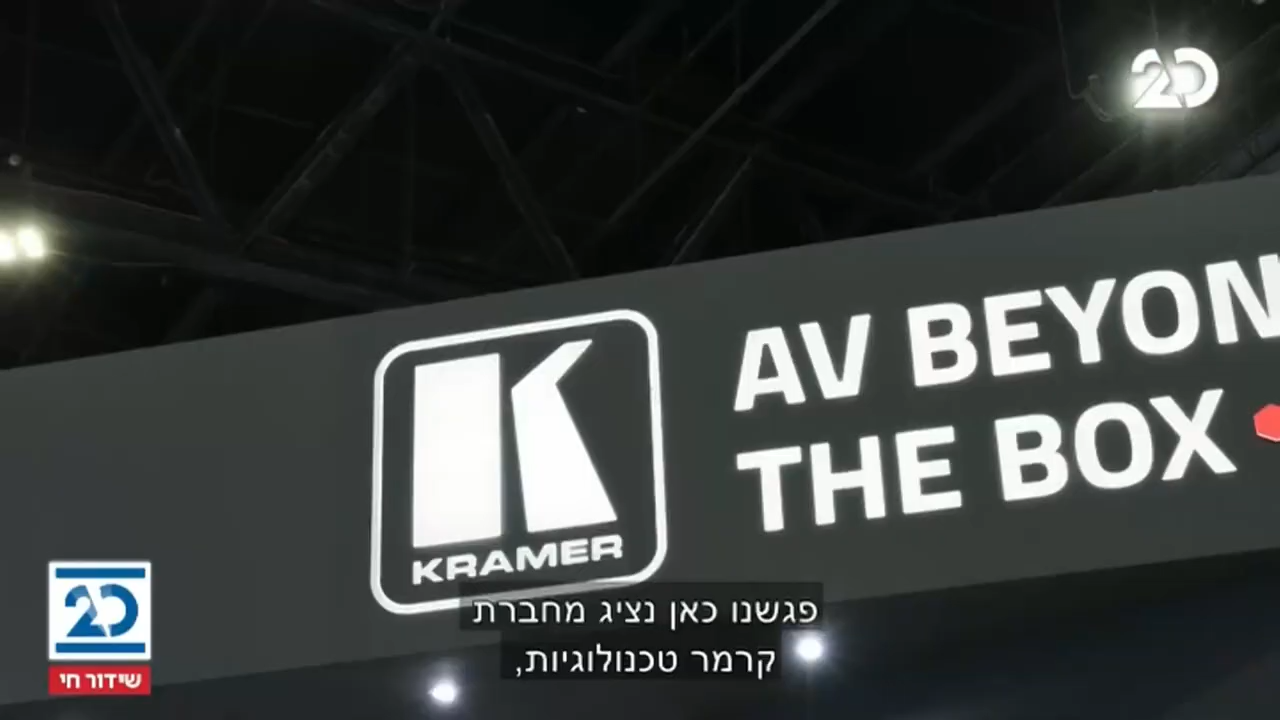 20
AV BEYON
THE BOX
K
KRAMER
20
שידור חי
פגשנו כאן נציג מחברת
קרמר טכנולוגיות,